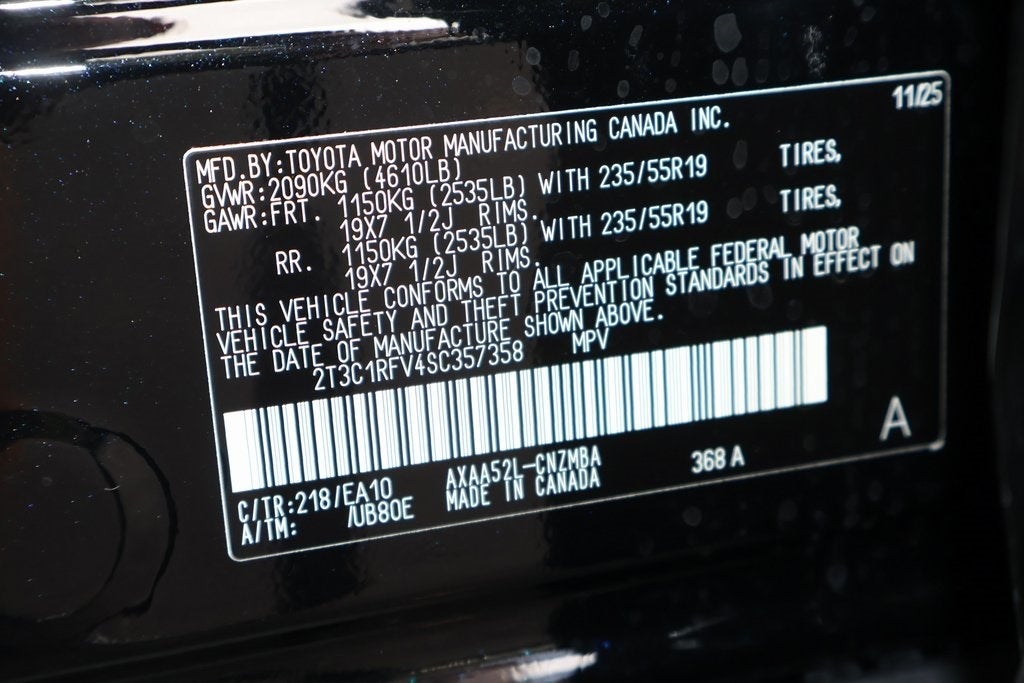 11/25
MFD.BY:TOYOTA MOTOR MANUFACTURING CANADA INC.
GVWR:2090KG (4610LB)
GAWR:FRT. 1150KG (2535LB) WITH 235/55R19 TIRES,
19X7 1/2J RIMS.
RR. 1150KG (2535LB) WITH 235/55R19 TIRES,
19X7 1/2J RIMS.
THIS VEHICLE CONFORMS TO ALL APPLICABLE FEDERAL MOTOR
VEHICLE SAFETY AND THEFT PREVENTION STANDARDS IN EFFECT ON
THE DATE OF MANUFACTURE SHOWN ABOVE.
2T3C1RFV4SC357358 MPV
A
C/TR:218/EA10 AXAA52L-CNZMBA 368 A
A/TM: /UB80E MADE IN CANADA